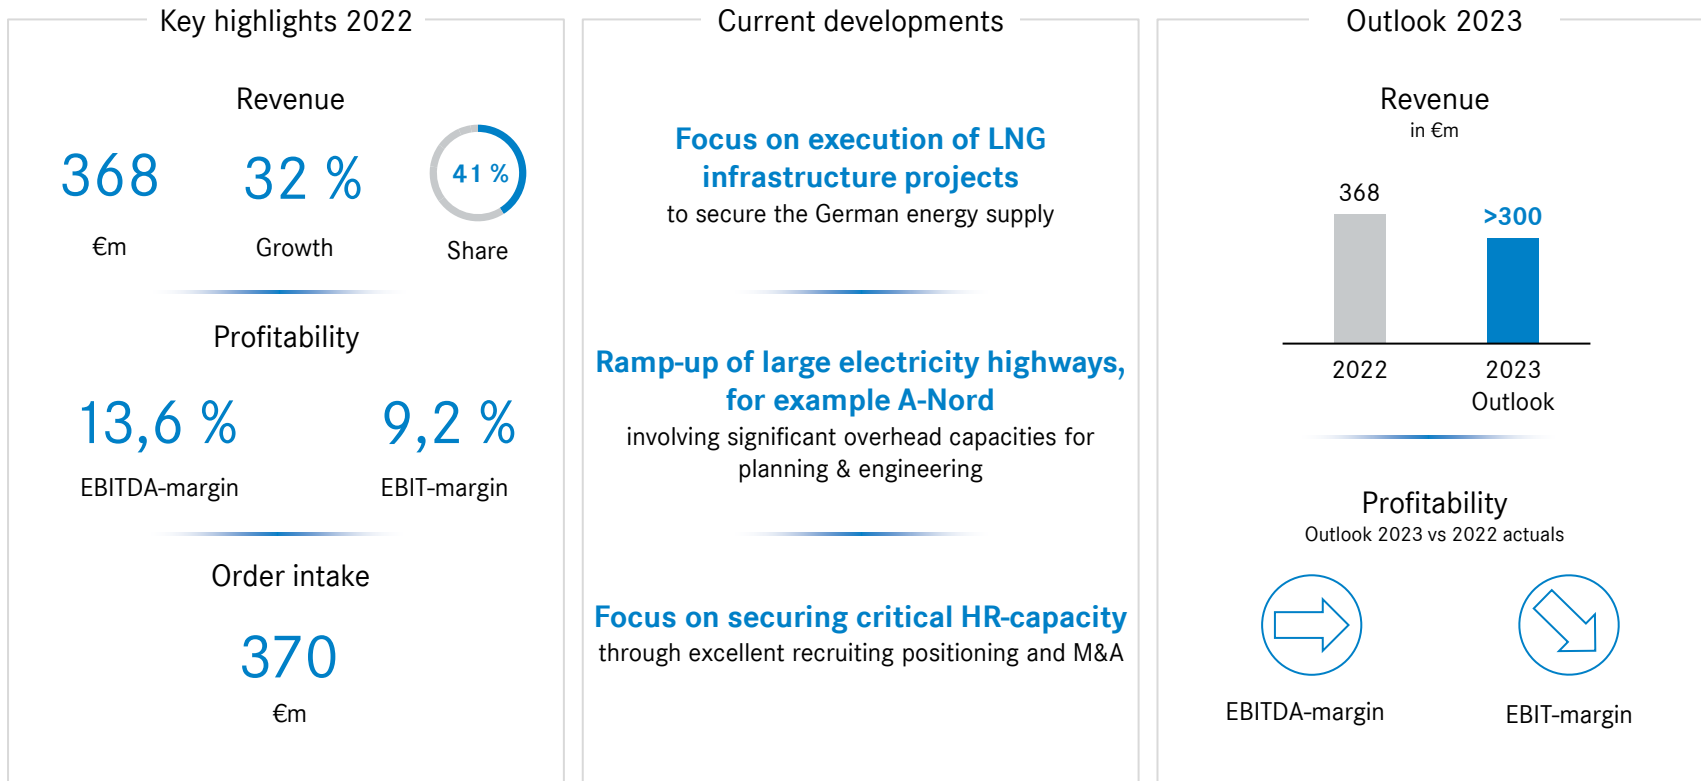 Key highlights 2022
Revenue
368
32 %
41 %
€m
Growth
Share
Profitability
13,6 %
9,2 %
EBITDA-margin
EBIT-margin
Order intake
370
€m
Current developments
Focus on execution of LNG
infrastructure projects
to secure the German energy supply
Ramp-up of large electricity highways,
for example A-Nord
involving significant overhead capacities for
planning & engineering
Focus on securing critical HR-capacity
through excellent recruiting positioning and M&A
Outlook 2023
Revenue
in €m
368
>300
2022
2023
Outlook
Profitability
Outlook 2023 vs 2022 actuals
EBITDA-margin
EBIT-margin